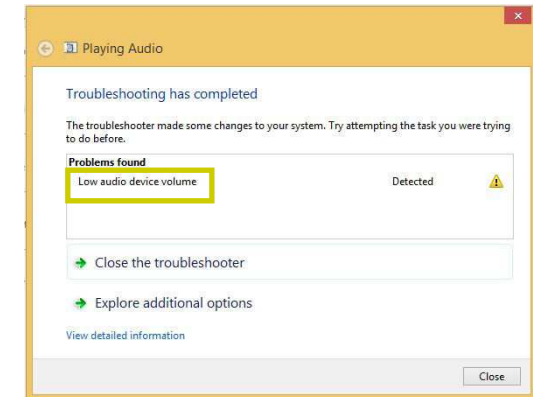 Playing Audio
Troubleshooting has completed
The troubleshooter made some changes to your system. Try attempting the task you were trying
to do before.
Problems found
Low audio device volume Detected
Close the troubleshooter
Explore additional options
View detailed information
Close